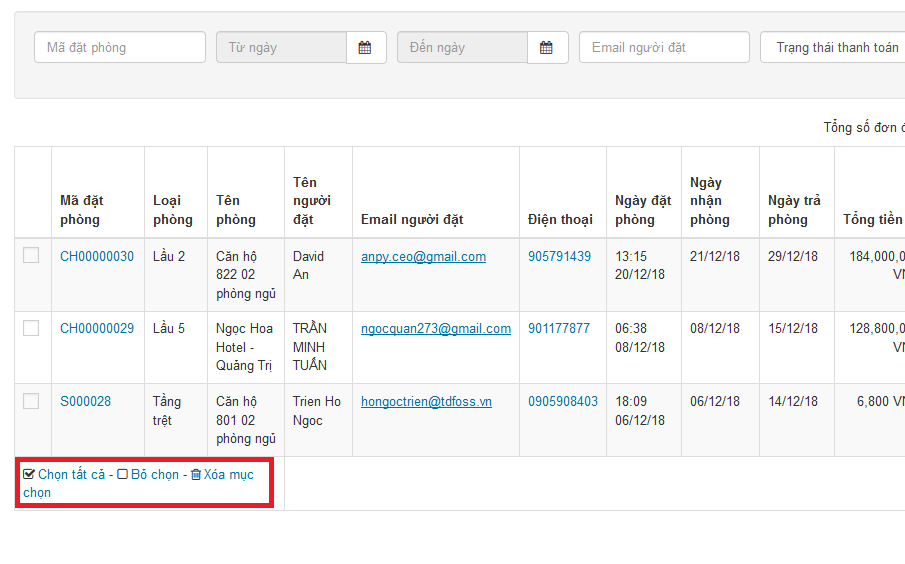 Mã đặt phòng
Từ ngày
Đến ngày
Email người đặt
Trạng thái thanh toán
Tổng số đơn
Mã đặt phòng
Loại phòng
Tên phòng
Tên người đặt
Email người đặt
Điện thoại
Ngày đặt phòng
Ngày nhận phòng
Ngày trả phòng
Tổng tiền
CH00000030
Lầu 2
Căn hộ 822 02 phòng ngủ
David An
anpy.ceo@gmail.com
905791439
13:15 20/12/18
21/12/18
29/12/18
184,000,0
VN
CH00000029
Lầu 5
Ngọc Hoa Hotel - Quảng Trị
TRẦN MINH TUẤN
ngocquan273@gmail.com
901177877
06:38 08/12/18
08/12/18
15/12/18
128,800,0
VN
S000028
Tầng trệt
Căn hộ 801 02 phòng ngủ
Trien Ho Ngoc
hongoctrien@tdfoss.vn
0905908403
18:09 06/12/18
06/12/18
14/12/18
6,800 VN
Chọn tất cả - Bỏ chọn - Xóa mục
chọn